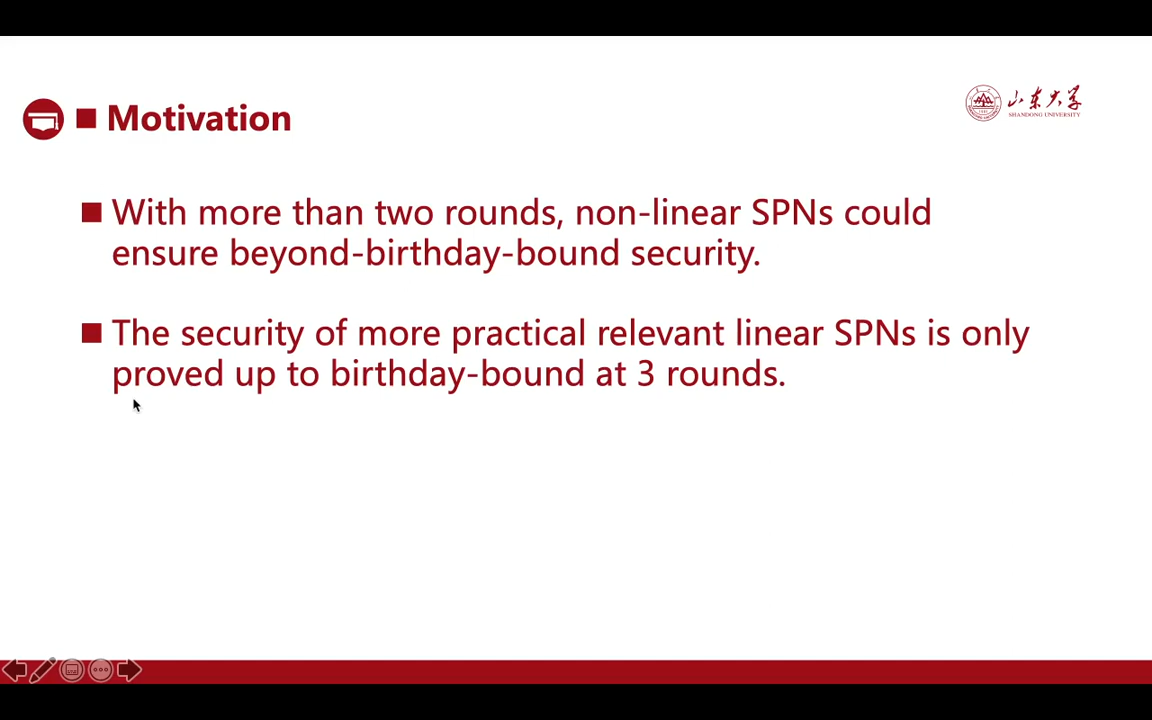 Motivation
山东大学
SHANDONG UNIVERSITY
With more than two rounds, non-linear SPNs could
ensure beyond-birthday-bound security.
The security of more practical relevant linear SPNs is only
proved up to birthday-bound at 3 rounds.